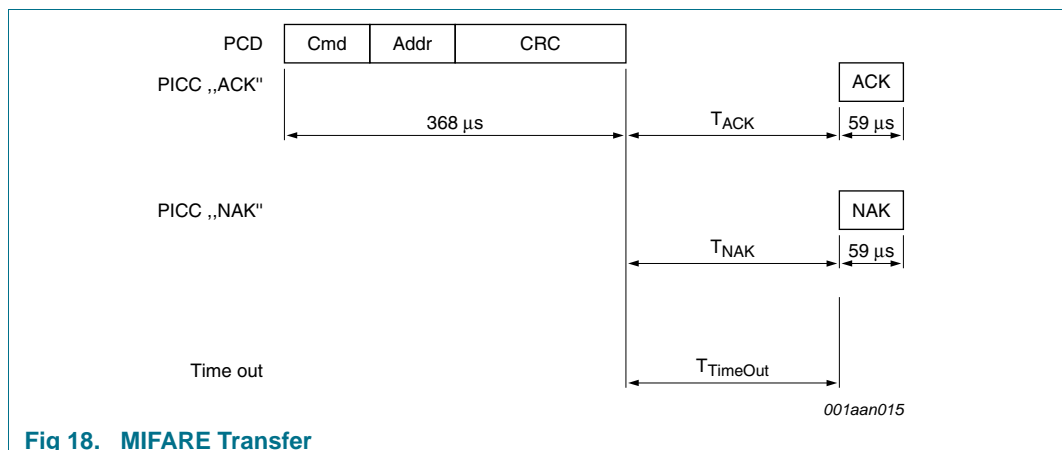 PCD Cmd Addr CRC
PICC ,,ACK" ACK
368 μs TACK 59 μs
PICC ,,NAK" NAK
TNAK 59 μs
Time out TTimeOut
001aan015
Fig 18. MIFARE Transfer